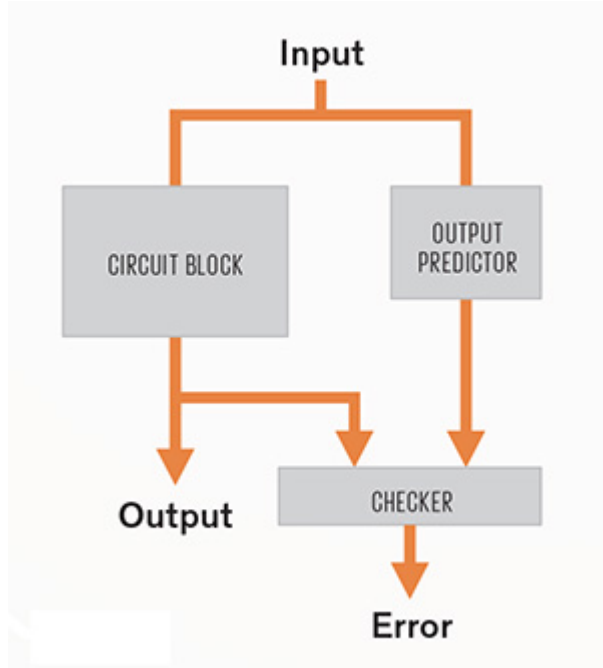 Input
CIRCUIT BLOCK
OUTPUT
PREDICTOR
Output
CHECKER
Error